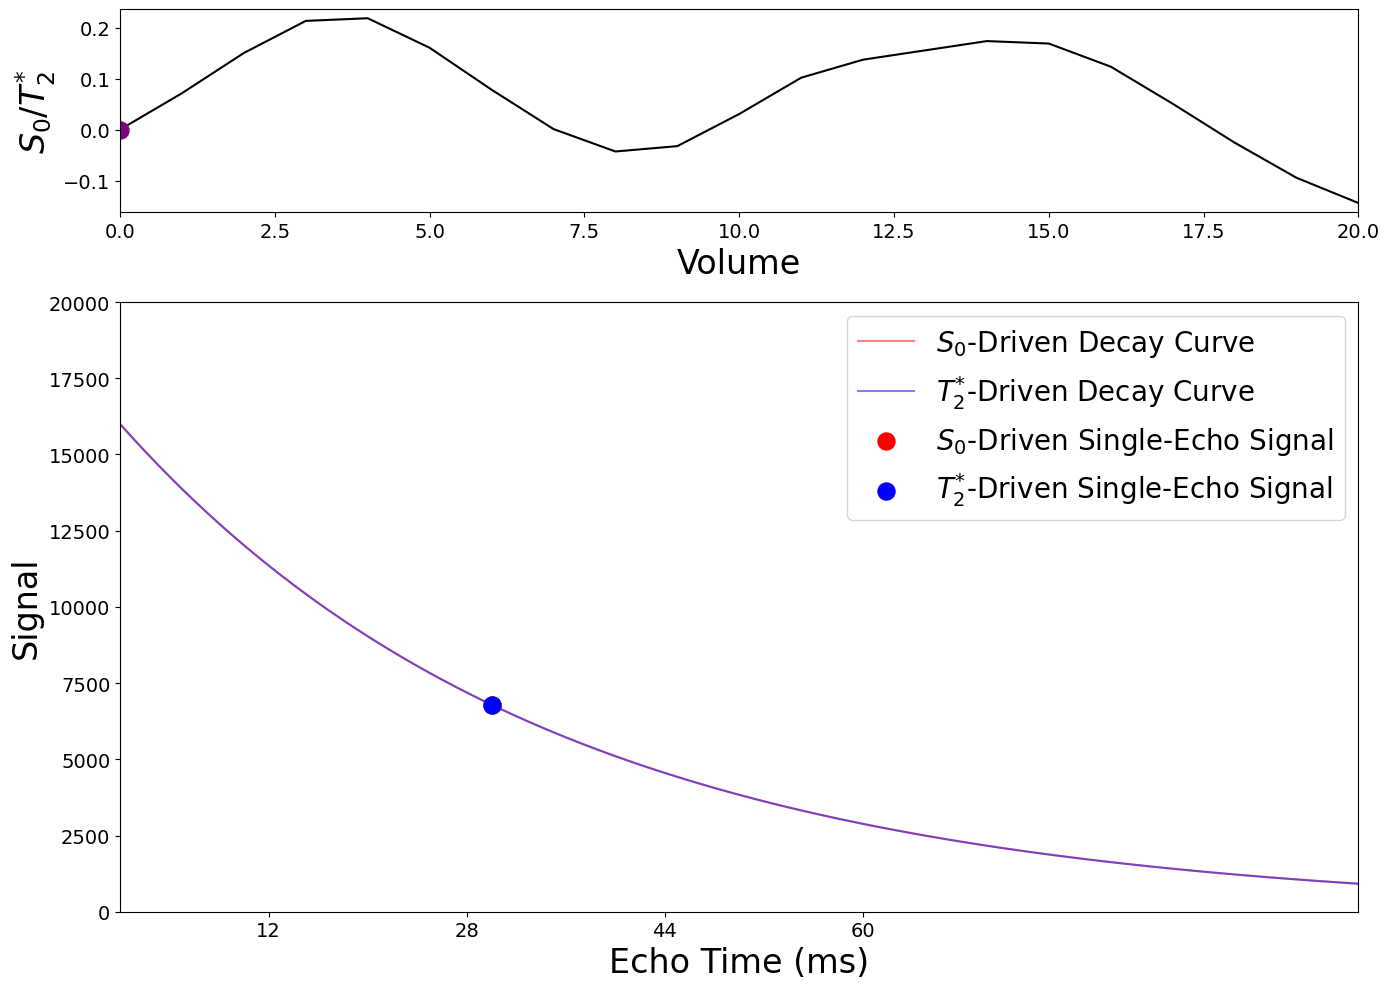 0.2
0.1
0.0
−0.1
S₀/T₂*
0.0 2.5 5.0 7.5 10.0 12.5 15.0 17.5 20.0
Volume
20000
17500
15000
12500
10000
7500
5000
2500
0
Signal
S₀-Driven Decay Curve
T₂*-Driven Decay Curve
S₀-Driven Single-Echo Signal
T₂*-Driven Single-Echo Signal
12 28 44 60
Echo Time (ms)